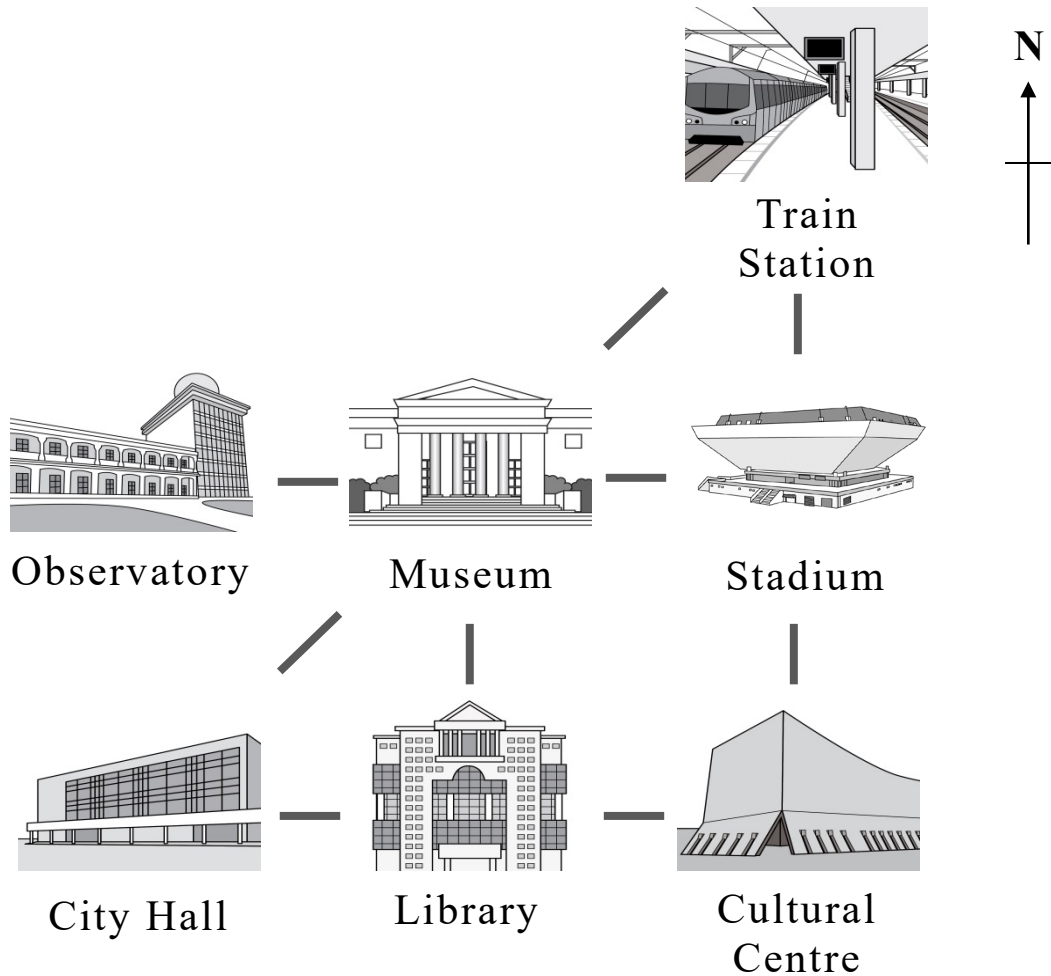 N
Train
Station
Observatory
Museum
Stadium
City Hall
Library
Cultural
Centre